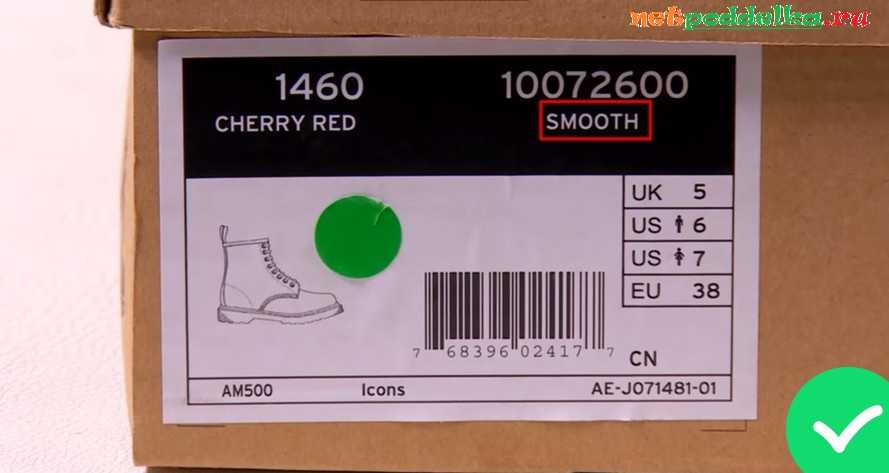 netpoddelka.ru
1460 10072600
CHERRY RED SMOOTH
UK 5
US 6
US 7
EU 38
7 68396 02417 7
CN
AM500 Icons AE-J071481-01